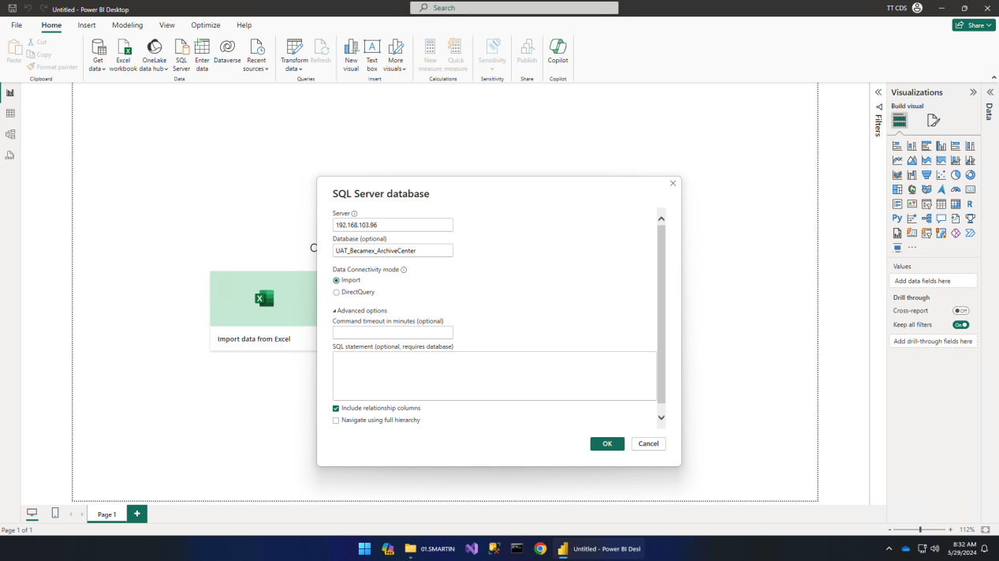 Untitled - Power BI Desktop
Search
TT CDS
File Home Insert Modeling View Optimize Help
Share
Paste
Cut
Copy
Format painter
Clipboard
Get data
Excel workbook
OneLake data hub
SQL Server
Enter data
Dataverse
Recent sources
Data
Transform data
Refresh
Queries
New visual
Text box
More visuals
Insert
New measure
Quick measure
Calculations
Sensitivity
Sensitivity
Publish
Share
Copilot
Copilot
Filters
Visualizations
Data
Build visual
SQL Server database
Server
192.168.103.96
Database (optional)
UAT_Becamex_ArchiveCenter
Data Connectivity mode
Import
DirectQuery
Advanced options
Command timeout in minutes (optional)
SQL statement (optional, requires database)
Include relationship columns
Navigate using full hierarchy
OK
Cancel
Import data from Excel
R
Py
Values
Add data fields here
Drill through
Cross-report
Off
Keep all filters
On
Add drill-through fields here
Page 1
Page 1 of 1
112%
01.SMARTIN
Untitled - Power BI Desl
8:32 AM
5/29/2024